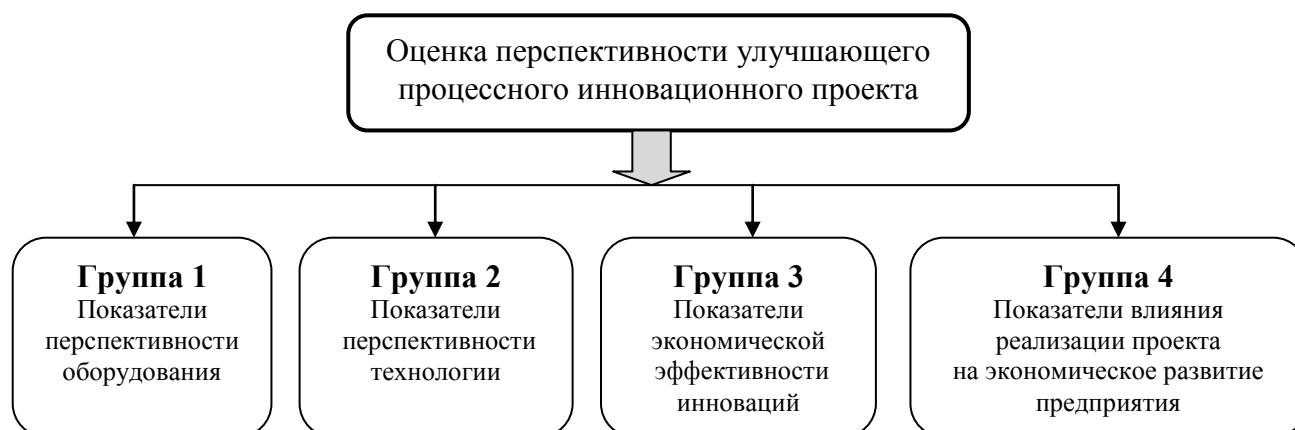 Оценка перспективности улучшающего
процессного инновационного проекта
Группа 1
Показатели
перспективности
оборудования
Группа 2
Показатели
перспективности
технологии
Группа 3
Показатели
экономической
эффективности
инноваций
Группа 4
Показатели влияния
реализации проекта
на экономическое развитие
предприятия